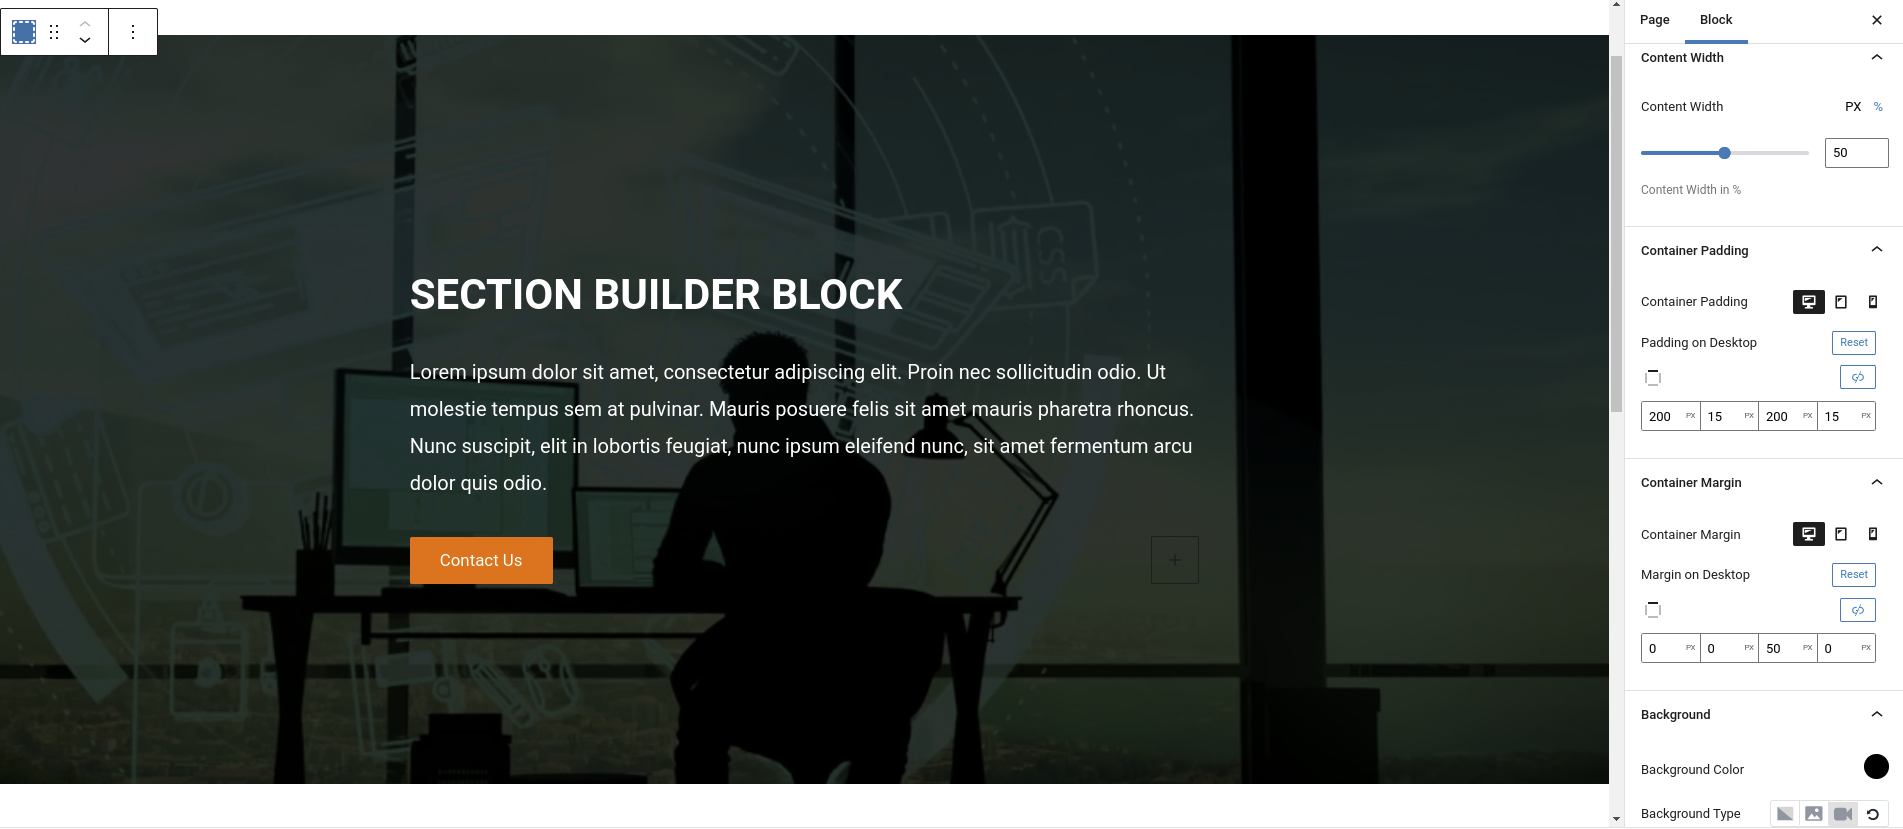 SECTION BUILDER BLOCK
Lorem ipsum dolor sit amet, consectetur adipiscing elit. Proin nec sollicitudin odio. Ut
molestie tempus sem at pulvinar. Mauris posuere felis sit amet mauris pharetra rhoncus.
Nunc suscipit, elit in lobortis feugiat, nunc ipsum eleifend nunc, sit amet fermentum arcu
dolor quis odio.
Contact Us
CSS
Page Block
Content Width
Content Width PX %
50
Content Width in %
Container Padding
Container Padding
Padding on Desktop Reset
200 PX 15 PX 200 PX 15 PX
Container Margin
Container Margin
Margin on Desktop Reset
0 PX 0 PX 50 PX 0 PX
Background
Background Color
Background Type